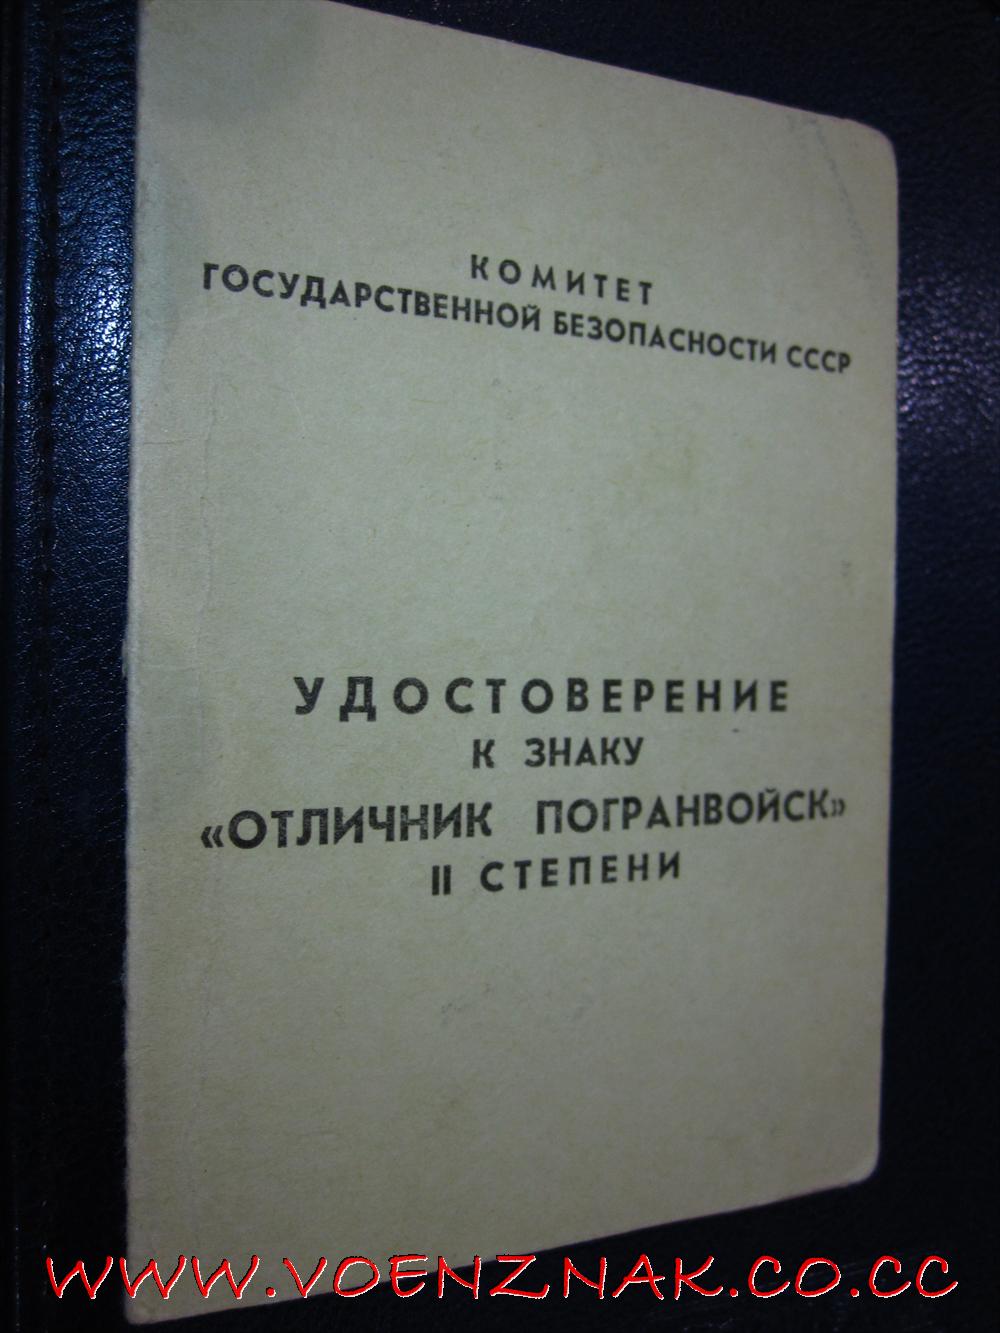 КОМИТЕТ
ГОСУДАРСТВЕННОЙ БЕЗОПАСНОСТИ СССР
УДОСТОВЕРЕНИЕ
К ЗНАКУ
«ОТЛИЧНИК ПОГРАНВОЙСК»
II СТЕПЕНИ
WWW.VOENZNAK.CO.CC